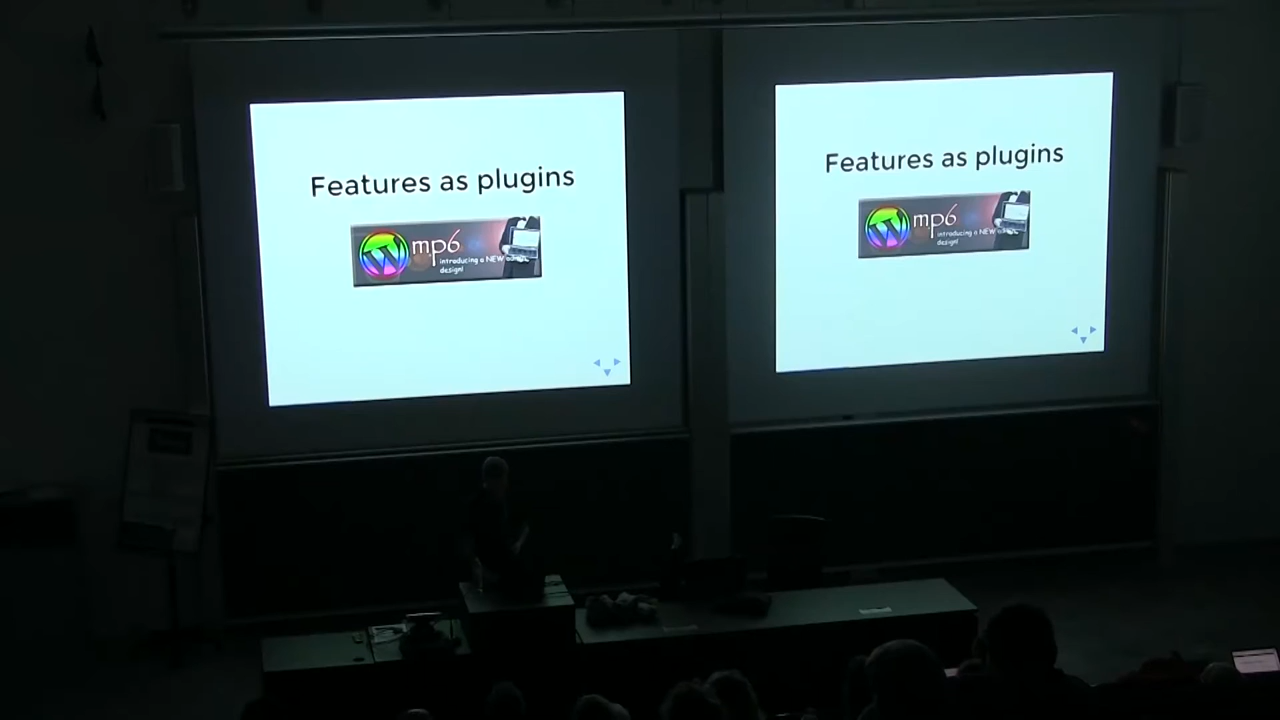 Features as plugins
mp6
introducing a NEW
design!
Features as plugins
mp6
introducing a NEW
design!